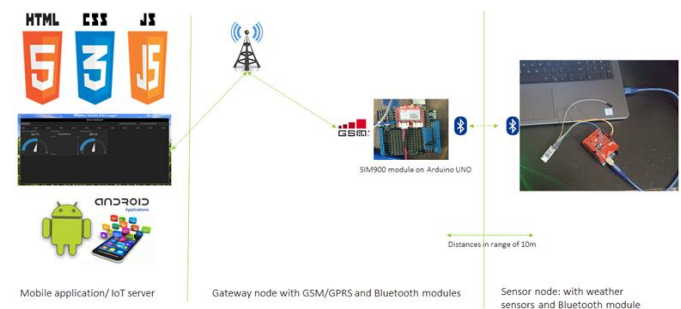 HTML CSS JS
5 3 JS
GSM
ANDROID
Applications
SIM900 module on Arduino UNO
Distances in range of 10m
Mobile application/ IoT server
Gateway node with GSM/GPRS and Bluetooth modules
Sensor node: with weather
sensors and Bluetooth module